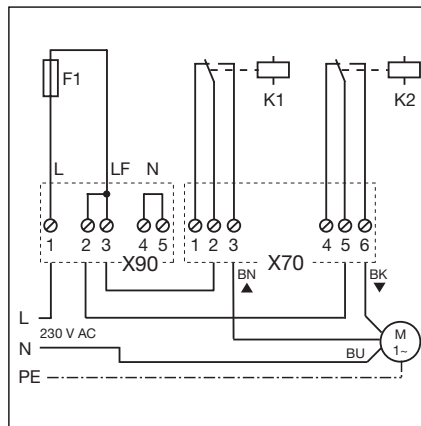 F1
K1
K2
L LF N
1 2 3 4 5 1 2 3 4 5 6
X90 X70
BN ▲ BK ▼
L
230 V AC
N
BU
M
1~
PE